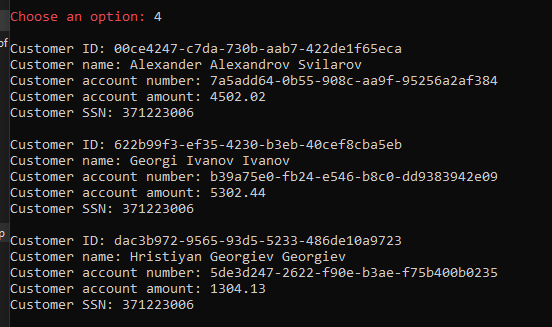 Choose an option: 4
of
Customer ID: 00ce4247-c7da-730b-aab7-422de1f65eca
Customer name: Alexander Alexandrov Svilarov
Customer account number: 7a5add64-0b55-908c-aa9f-95256a2af384
Customer account amount: 4502.02
Customer SSN: 371223006
Customer ID: 622b99f3-ef35-4230-b3eb-40cef8cba5eb
Customer name: Georgi Ivanov Ivanov
Customer account number: b39a75e0-fb24-e546-b8c0-dd9383942e09
Customer account amount: 5302.44
Customer SSN: 371223006
p
Customer ID: dac3b972-9565-93d5-5233-486de10a9723
Customer name: Hristiyan Georgiev Georgiev
Customer account number: 5de3d247-2622-f90e-b3ae-f75b400b0235
Customer account amount: 1304.13
Customer SSN: 371223006